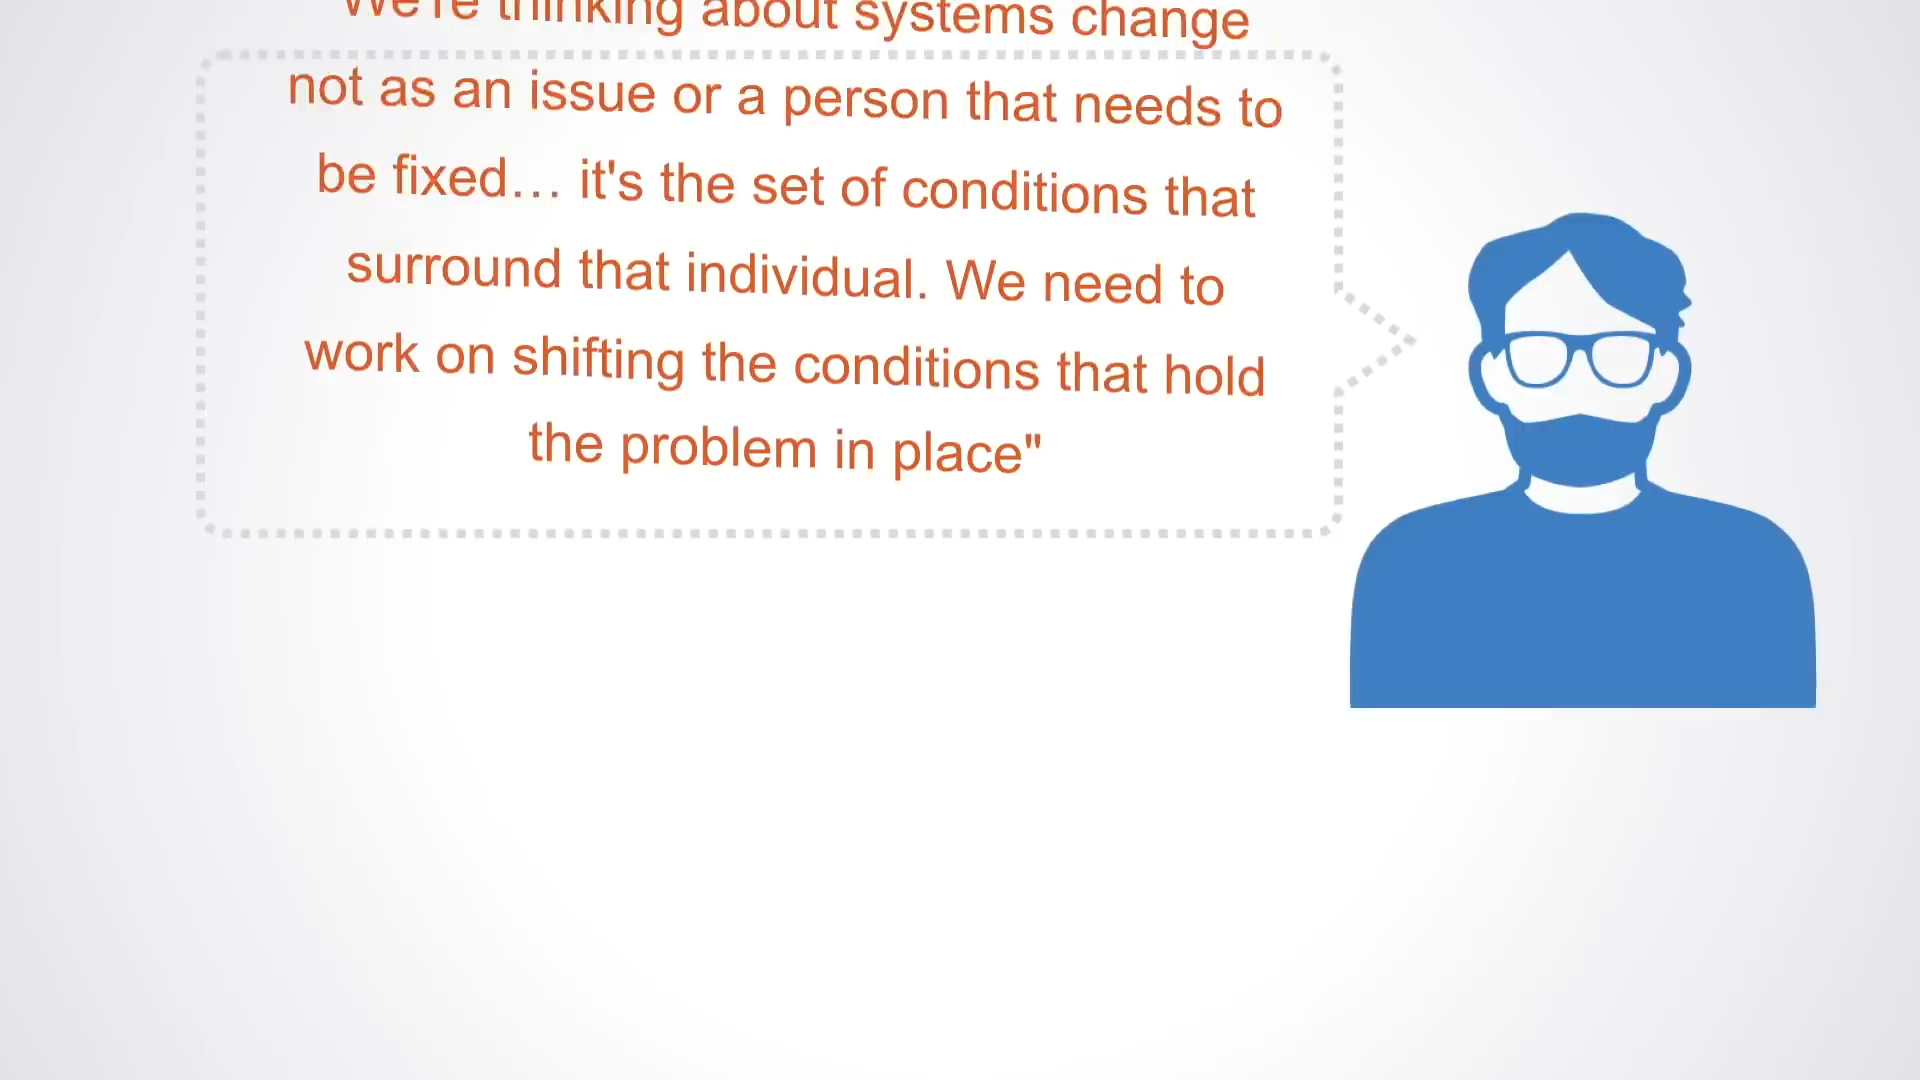 We're thinking about systems change
not as an issue or a person that needs to
be fixed… it's the set of conditions that
surround that individual. We need to
work on shifting the conditions that hold
the problem in place"